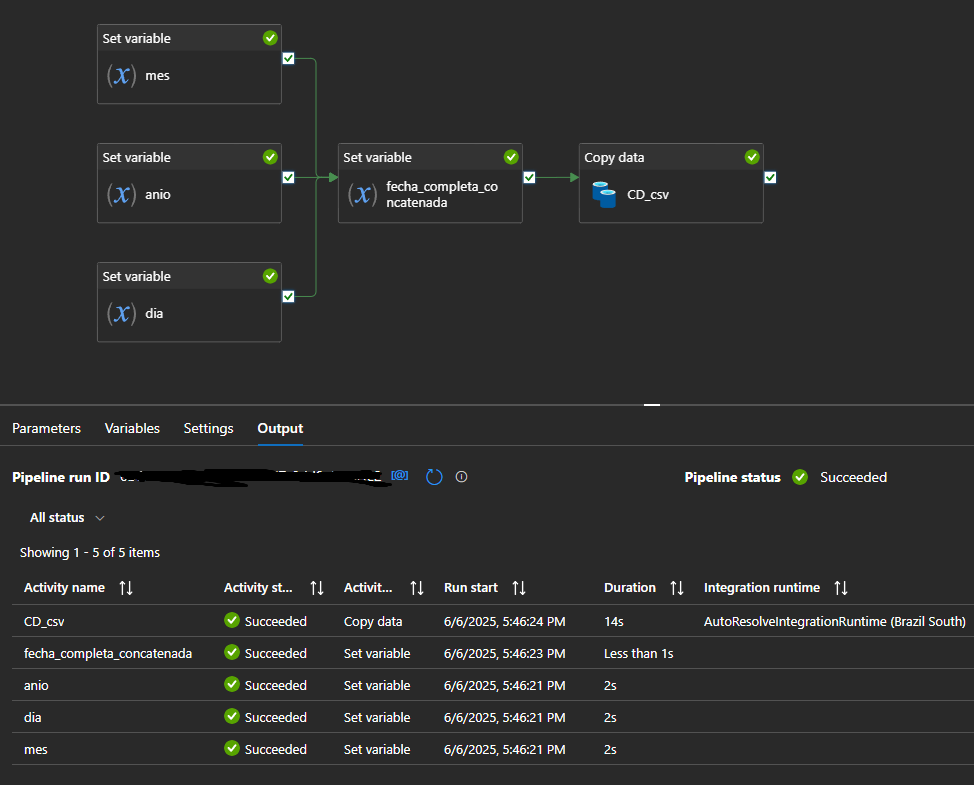 Set variable
(x) mes
Set variable
(x) anio
Set variable
(x) fecha_completa_co
ncatenada
Copy data
CD_csv
Set variable
(x) dia
Parameters Variables Settings Output
Pipeline run ID [@] Pipeline status Succeeded
All status
Showing 1 - 5 of 5 items
Activity name Activity st... Activit... Run start Duration Integration runtime
CD_csv Succeeded Copy data 6/6/2025, 5:46:24 PM 14s AutoResolveIntegrationRuntime (Brazil South)
fecha_completa_concatenada Succeeded Set variable 6/6/2025, 5:46:23 PM Less than 1s
anio Succeeded Set variable 6/6/2025, 5:46:21 PM 2s
dia Succeeded Set variable 6/6/2025, 5:46:21 PM 2s
mes Succeeded Set variable 6/6/2025, 5:46:21 PM 2s